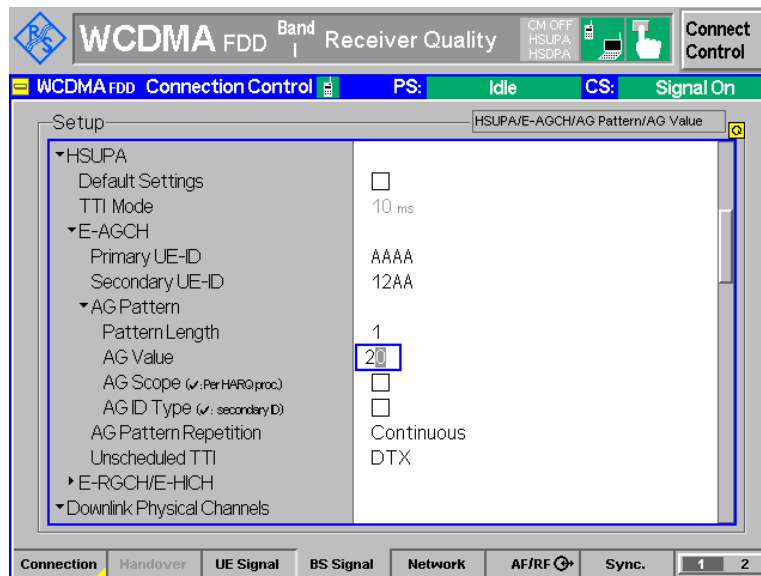 R S WCDMA FDD Band I Receiver Quality CM OFF HSUPA HSDPA Connect Control
WCDMA FDD Connection Control PS: Idle CS: Signal On
Setup HSUPA/E-AGCH/AG Pattern/AG Value Q
HSUPA
Default Settings
TTI Mode 10 ms
E-AGCH
Primary UE-ID AAAA
Secondary UE-ID 12AA
AG Pattern
Pattern Length 1
AG Value 20
AG Scope (✓:Per HARQ proc.)
AG ID Type (✓: secondary ID)
AG Pattern Repetition Continuous
Unscheduled TTI DTX
E-RGCH/E-HICH
Downlink Physical Channels
Connection Handover UE Signal BS Signal Network AF/RF Sync. 1 2